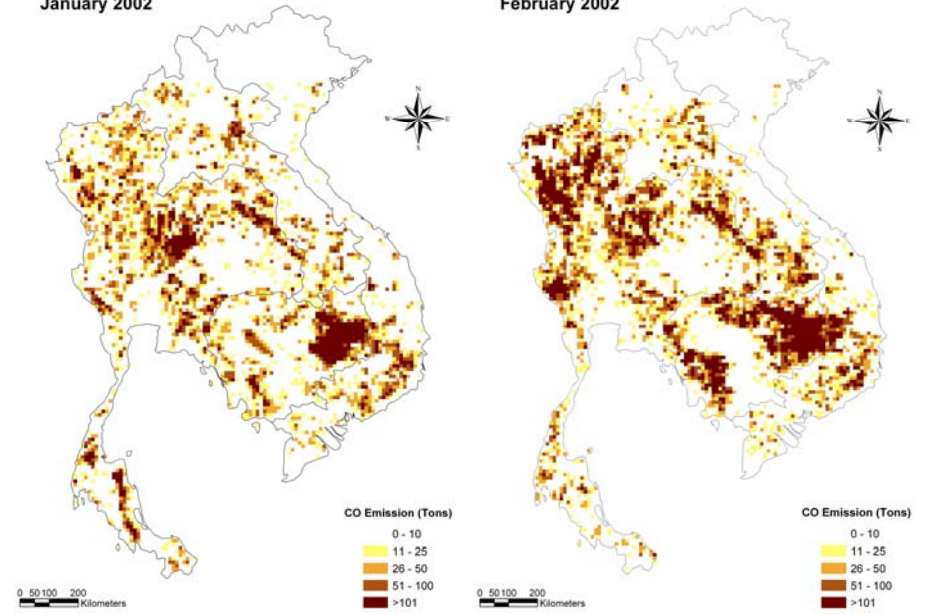 January 2002
N
W E
S
CO Emission (Tons)
0 - 10
11 - 25
26 - 50
51 - 100
>101
0 50 100 200
Kilometers
February 2002
N
W E
S
CO Emission (Tons)
0 - 10
11 - 25
26 - 50
51 - 100
>101
0 50 100 200
Kilometers